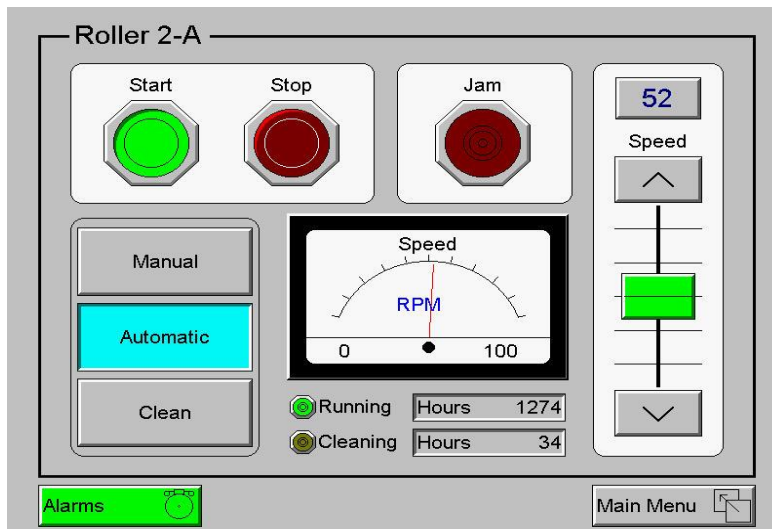 Roller 2-A
Start
Stop
Jam
52
Speed
Manual
Automatic
Clean
Speed
RPM
0
100
Running
Hours 1274
Cleaning
Hours 34
Alarms
Main Menu